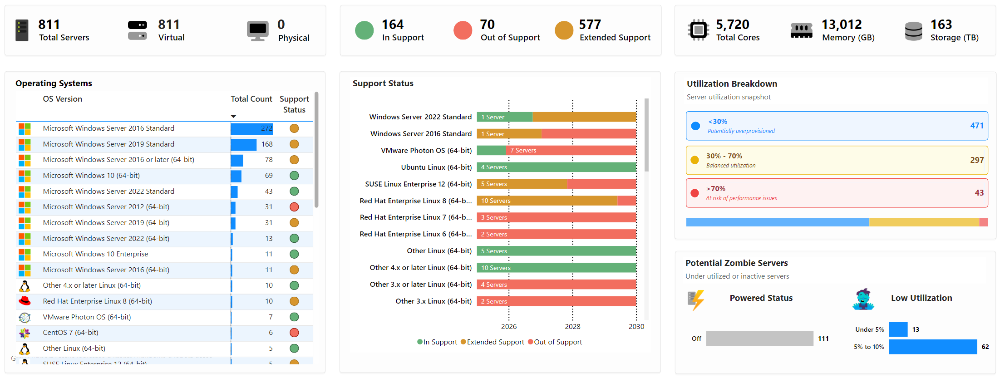 811
Total Servers
811
Virtual
0
Physical
164
In Support
70
Out of Support
577
Extended Support
5,720
Total Cores
13,012
Memory (GB)
163
Storage (TB)
Operating Systems
OS Version Total Count Support Status
Microsoft Windows Server 2016 Standard 272
Microsoft Windows Server 2019 Standard 168
Microsoft Windows Server 2016 or later (64-bit) 78
Microsoft Windows 10 (64-bit) 69
Microsoft Windows Server 2022 Standard 43
Microsoft Windows Server 2012 (64-bit) 31
Microsoft Windows Server 2019 (64-bit) 31
Microsoft Windows Server 2022 (64-bit) 13
Microsoft Windows 10 Enterprise 11
Microsoft Windows Server 2016 (64-bit) 11
Other 4.x or later Linux (64-bit) 10
Red Hat Enterprise Linux 8 (64-bit) 10
VMware Photon OS (64-bit) 7
CentOS 7 (64-bit) 6
Other Linux (64-bit) 5
SUSE Linux Enterprise 12 (64-bit) 5
Support Status
Windows Server 2022 Standard 1 Server
Windows Server 2016 Standard 1 Server
VMware Photon OS (64-bit) 7 Servers
Ubuntu Linux (64-bit) 4 Servers
SUSE Linux Enterprise 12 (64-bit) 5 Servers
Red Hat Enterprise Linux 8 (64-b... 10 Servers
Red Hat Enterprise Linux 7 (64-b... 3 Servers
Red Hat Enterprise Linux 6 (64-b... 2 Servers
Other Linux (64-bit) 5 Servers
Other 4.x or later Linux (64-bit) 10 Servers
Other 3.x or later Linux (64-bit) 4 Servers
Other 3.x Linux (64-bit) 2 Servers
2026 2028 2030
In Support Extended Support Out of Support
Utilization Breakdown
Server utilization snapshot
<30% 471
Potentially overprovisioned
30% - 70% 297
Balanced utilization
>70% 43
At risk of performance issues
Potential Zombie Servers
Under utilized or inactive servers
Powered Status
Off 111
Low Utilization
Under 5% 13
5% to 10% 62